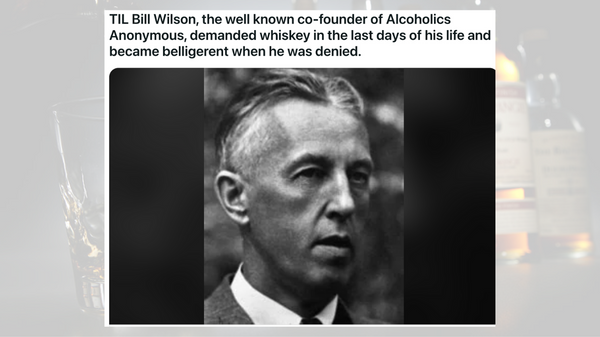 TIL Bill Wilson, the well known co-founder of Alcoholics
Anonymous, demanded whiskey in the last days of his life and
became belligerent when he was denied.